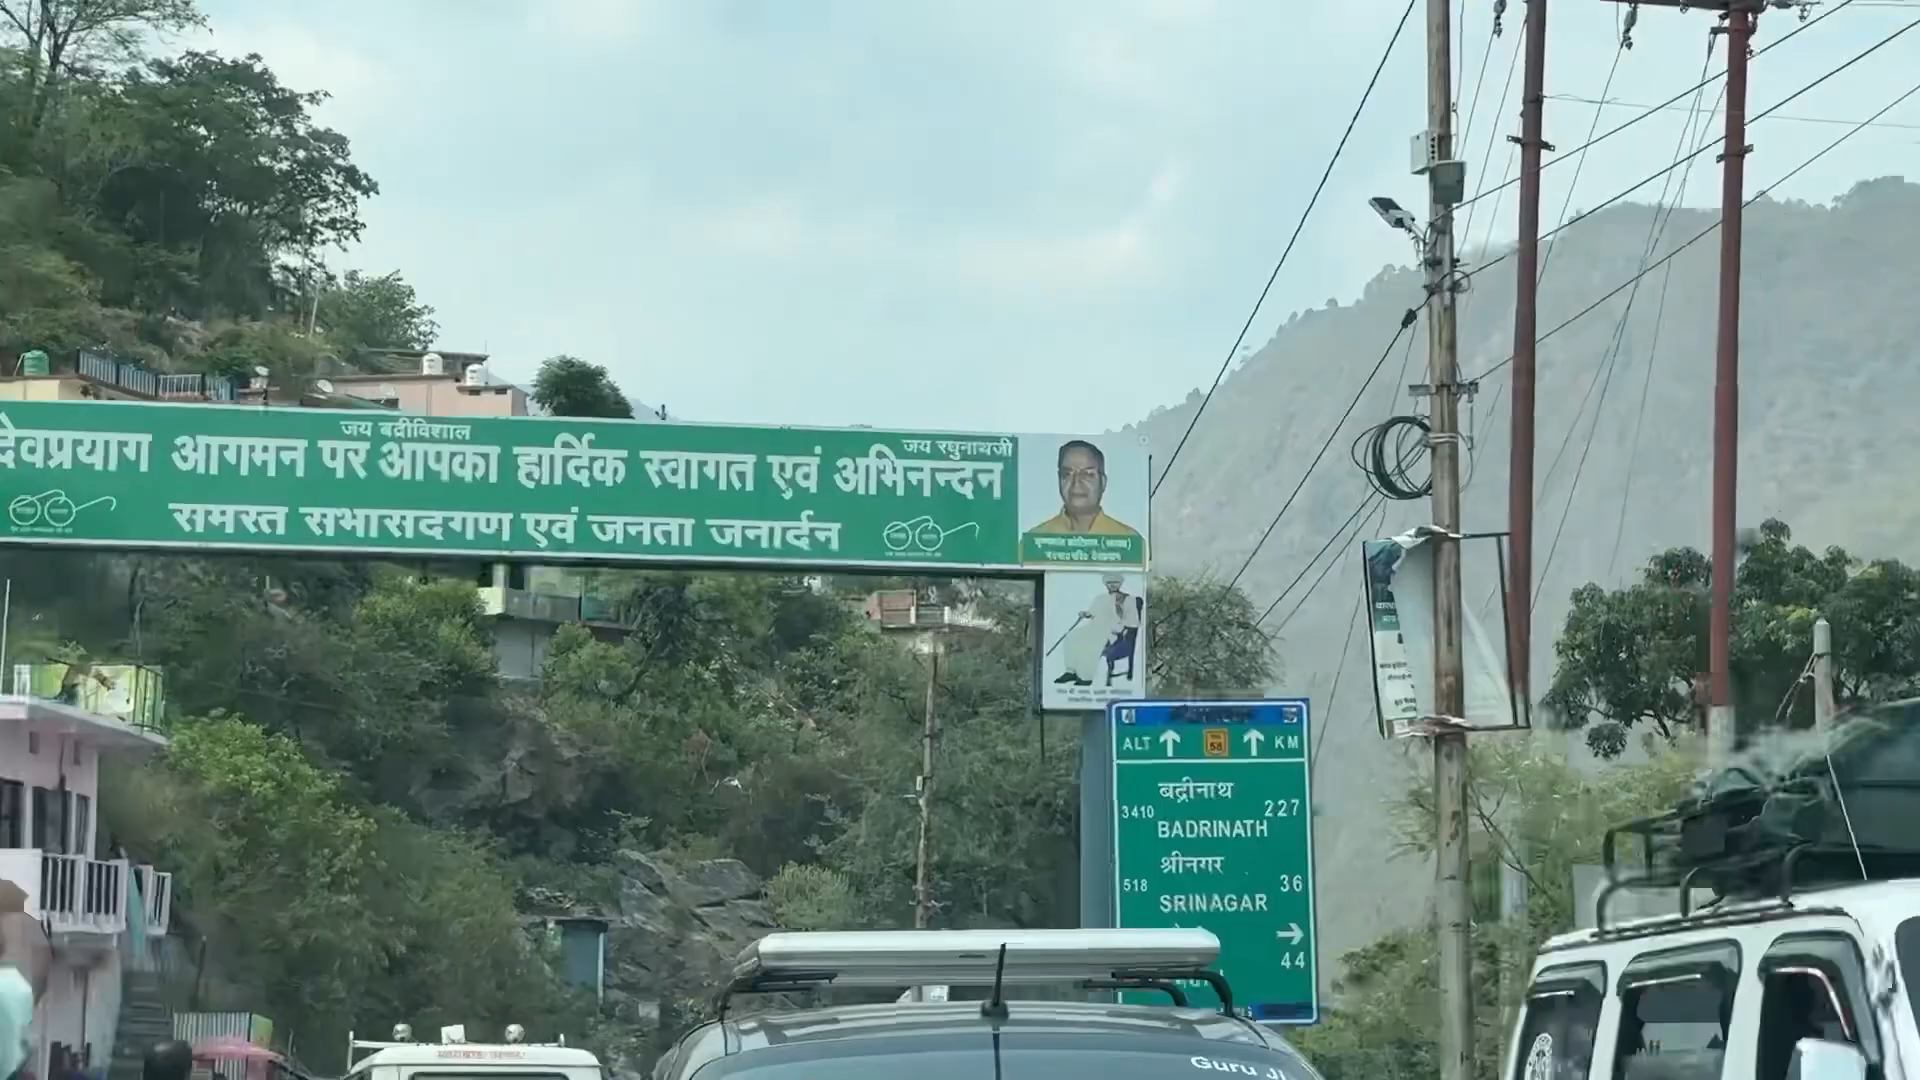 जय बद्रीविशाल
जय रघुनाथजी
देवप्रयाग आगमन पर आपका हार्दिक स्वागत एवं अभिनन्दन
समस्त सभासदगण एवं जनता जनार्दन
ALT 58 KM
बद्रीनाथ
3410 227
BADRINATH
श्रीनगर
518 36
SRINAGAR
44
Guru Ji